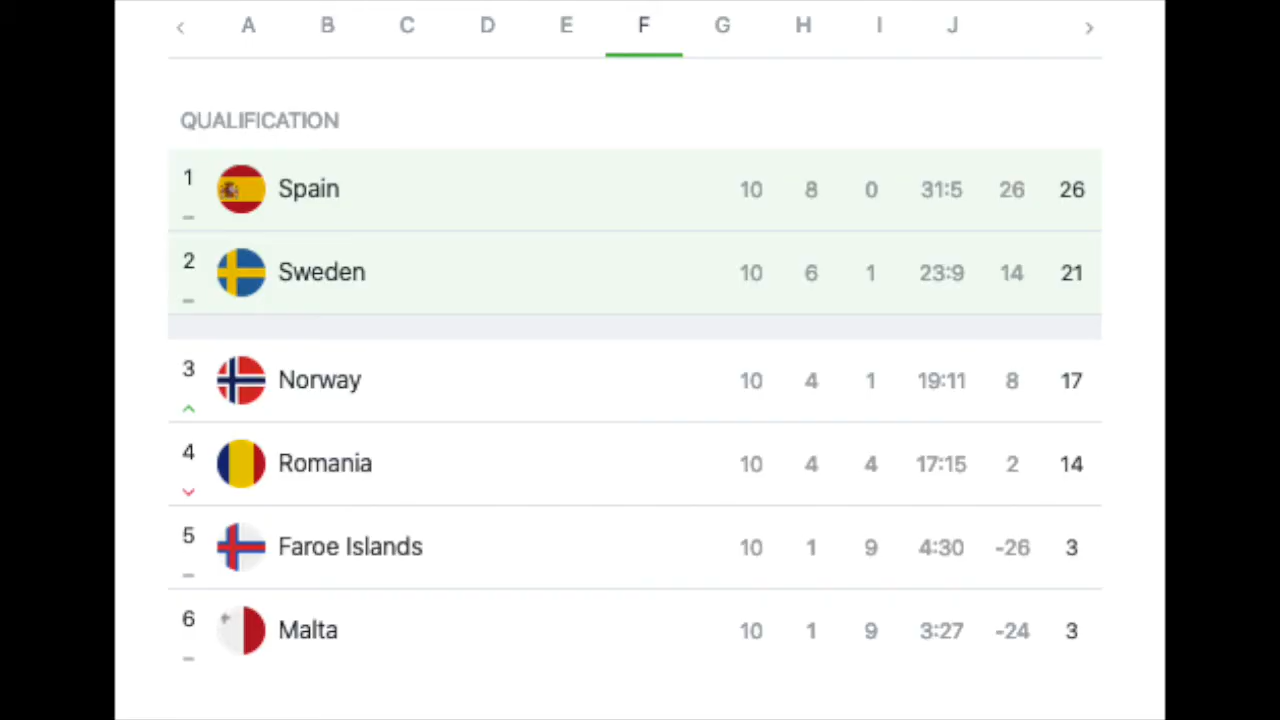 ‹ A B C D E F G H I J ›
QUALIFICATION
1 Spain 10 8 0 31:5 26 26
2 Sweden 10 6 1 23:9 14 21
3 Norway 10 4 1 19:11 8 17
4 Romania 10 4 4 17:15 2 14
5 Faroe Islands 10 1 9 4:30 -26 3
6 Malta 10 1 9 3:27 -24 3